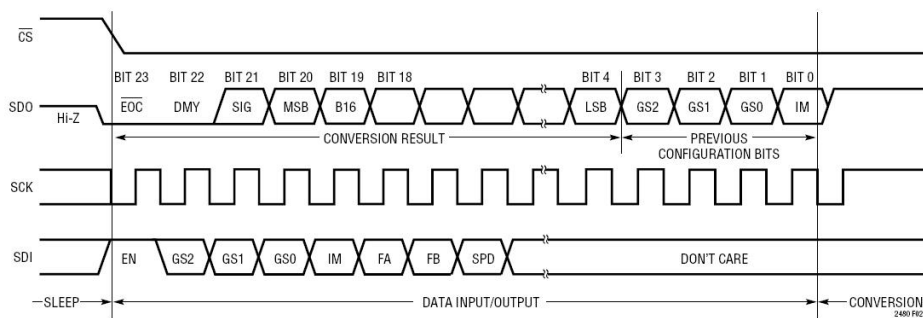 CS
BIT 23 BIT 22 BIT 21 BIT 20 BIT 19 BIT 18 BIT 4 BIT 3 BIT 2 BIT 1 BIT 0
SDO EOC DMY SIG MSB B16 LSB GS2 GS1 GS0 IM
Hi-Z
CONVERSION RESULT PREVIOUS
CONFIGURATION BITS
SCK
SDI EN GS2 GS1 GS0 IM FA FB SPD DON'T CARE
SLEEP DATA INPUT/OUTPUT CONVERSION